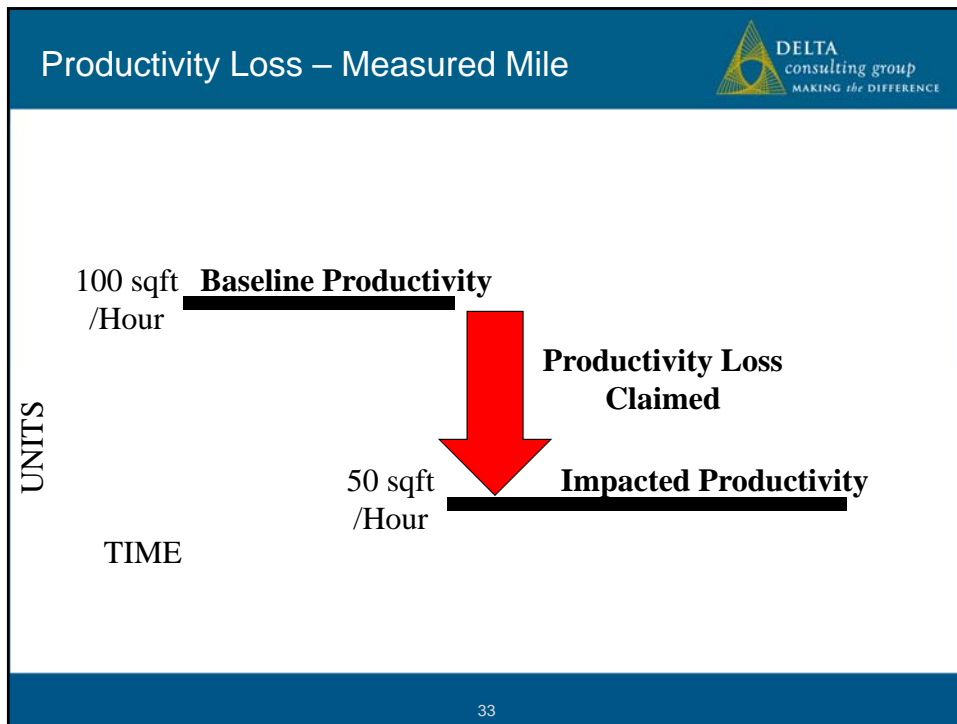 Productivity Loss – Measured Mile
DELTA
consulting group
MAKING the DIFFERENCE
100 sqft
/Hour
Baseline Productivity
Productivity Loss
Claimed
UNITS
50 sqft
/Hour
Impacted Productivity
TIME
33